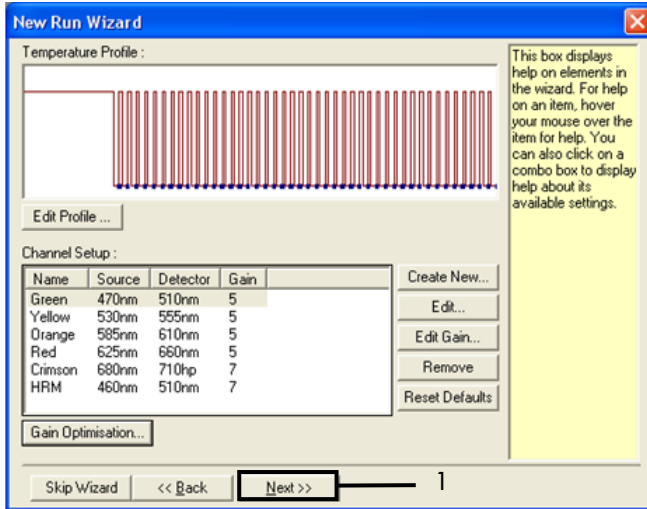 New Run Wizard
Temperature Profile :
Edit Profile ...
Channel Setup :
Name Source Detector Gain
Green 470nm 510nm 5
Yellow 530nm 555nm 5
Orange 585nm 610nm 5
Red 625nm 660nm 5
Crimson 680nm 710hp 7
HRM 460nm 510nm 7
Create New...
Edit...
Edit Gain...
Remove
Reset Defaults
Gain Optimisation...
This box displays
help on elements in
the wizard. For help
on an item, hover
your mouse over the
item for help. You
can also click on a
combo box to display
help about its
available settings.
Skip Wizard << Back Next >> 1